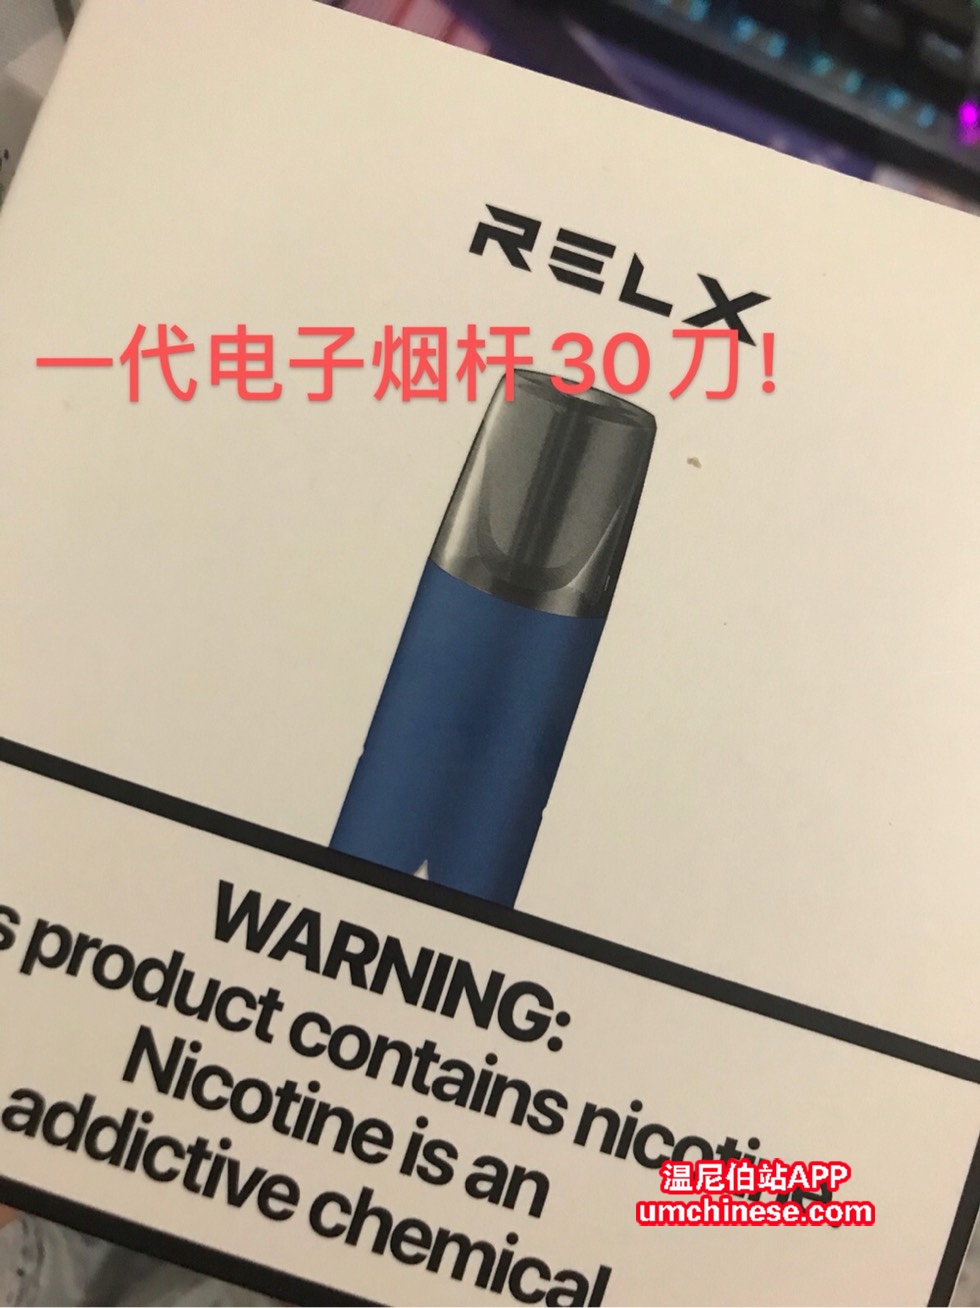 RELX
一代电子烟杆30刀!
WARNING:
s product contains nicotine.
Nicotine is an
addictive chemical
温尼伯站APP
umchinese.com